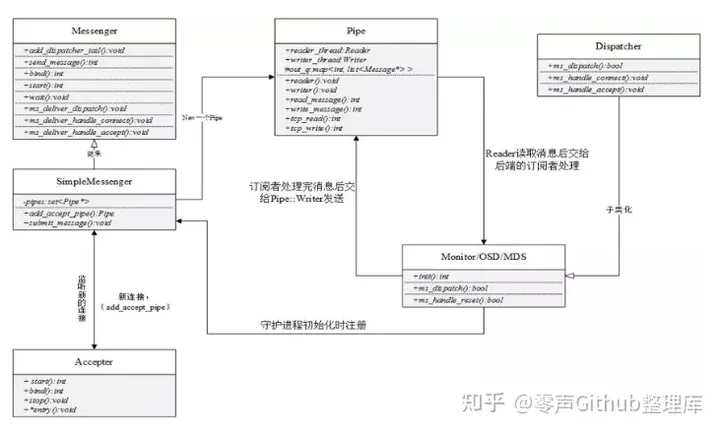 Messenger
+add_dispatcher_tail():void
+send_message():int
+bind():int
+start():int
+wait():void
+ms_deliver_dispatch():void
+ms_deliver_handle_connect():void
+ms_deliver_handle_accept():void
Pipe
+reader_thread:Reader
+writer_thread:Writer
#out_q:map<int, list<Message*> >
+reader():void
+writer():void
+read_message():int
+write_message():int
+tcp_read():int
+tcp_write():int
Dispatcher
+ms_dispatch():bool
+ms_handle_connect():void
+ms_handle_accept():void
New一个Pipe
继承
SimpleMessenger
-pipes:set<Pipe*>
+add_accept_pipe():Pipe
+submit_message():void
订阅者处理完消息后交
给Pipe::Writer发送
Reader读取消息后交给
后端的订阅者处理
子类化
Monitor/OSD/MDS
+init():int
+ms_dispatch():bool
+ms_handle_reset():bool
监听新的连接
新连接,
(add_accept_pipe)
守护进程初始化时注册
Accepter
+ start():int
+bind():int
+stop():void
+ *entry():void
知乎 @零声Github整理库